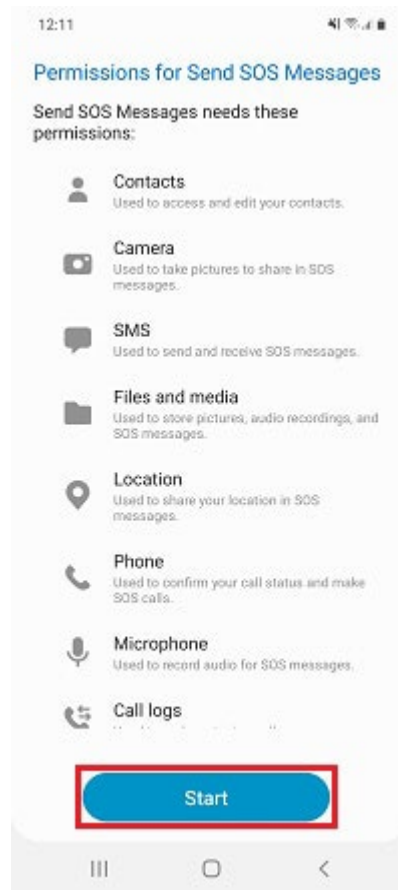 12:11
Permissions for Send SOS Messages
Send SOS Messages needs these
permissions:
Contacts
Used to access and edit your contacts.
Camera
Used to take pictures to share in SOS
messages.
SMS
Used to send and receive SOS messages.
Files and media
Used to store pictures, audio recordings, and
SOS messages.
Location
Used to share your location in SOS
messages.
Phone
Used to confirm your call status and make
SOS calls.
Microphone
Used to record audio for SOS messages.
Call logs
Start